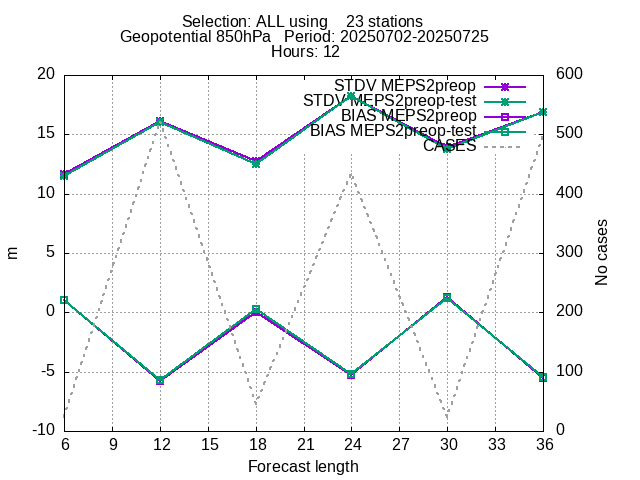 Selection: ALL using    23 stations
Geopotential 850hPa   Period: 20250702-20250725
Hours: 12
STDV MEPS2preop
STDV MEPS2preop-test
BIAS MEPS2preop
BIAS MEPS2preop-test
CASES
20
15
10
5
0
-5
-10
m
600
500
400
300
200
100
0
No cases
6 9 12 15 18 21 24 27 30 33 36
Forecast length